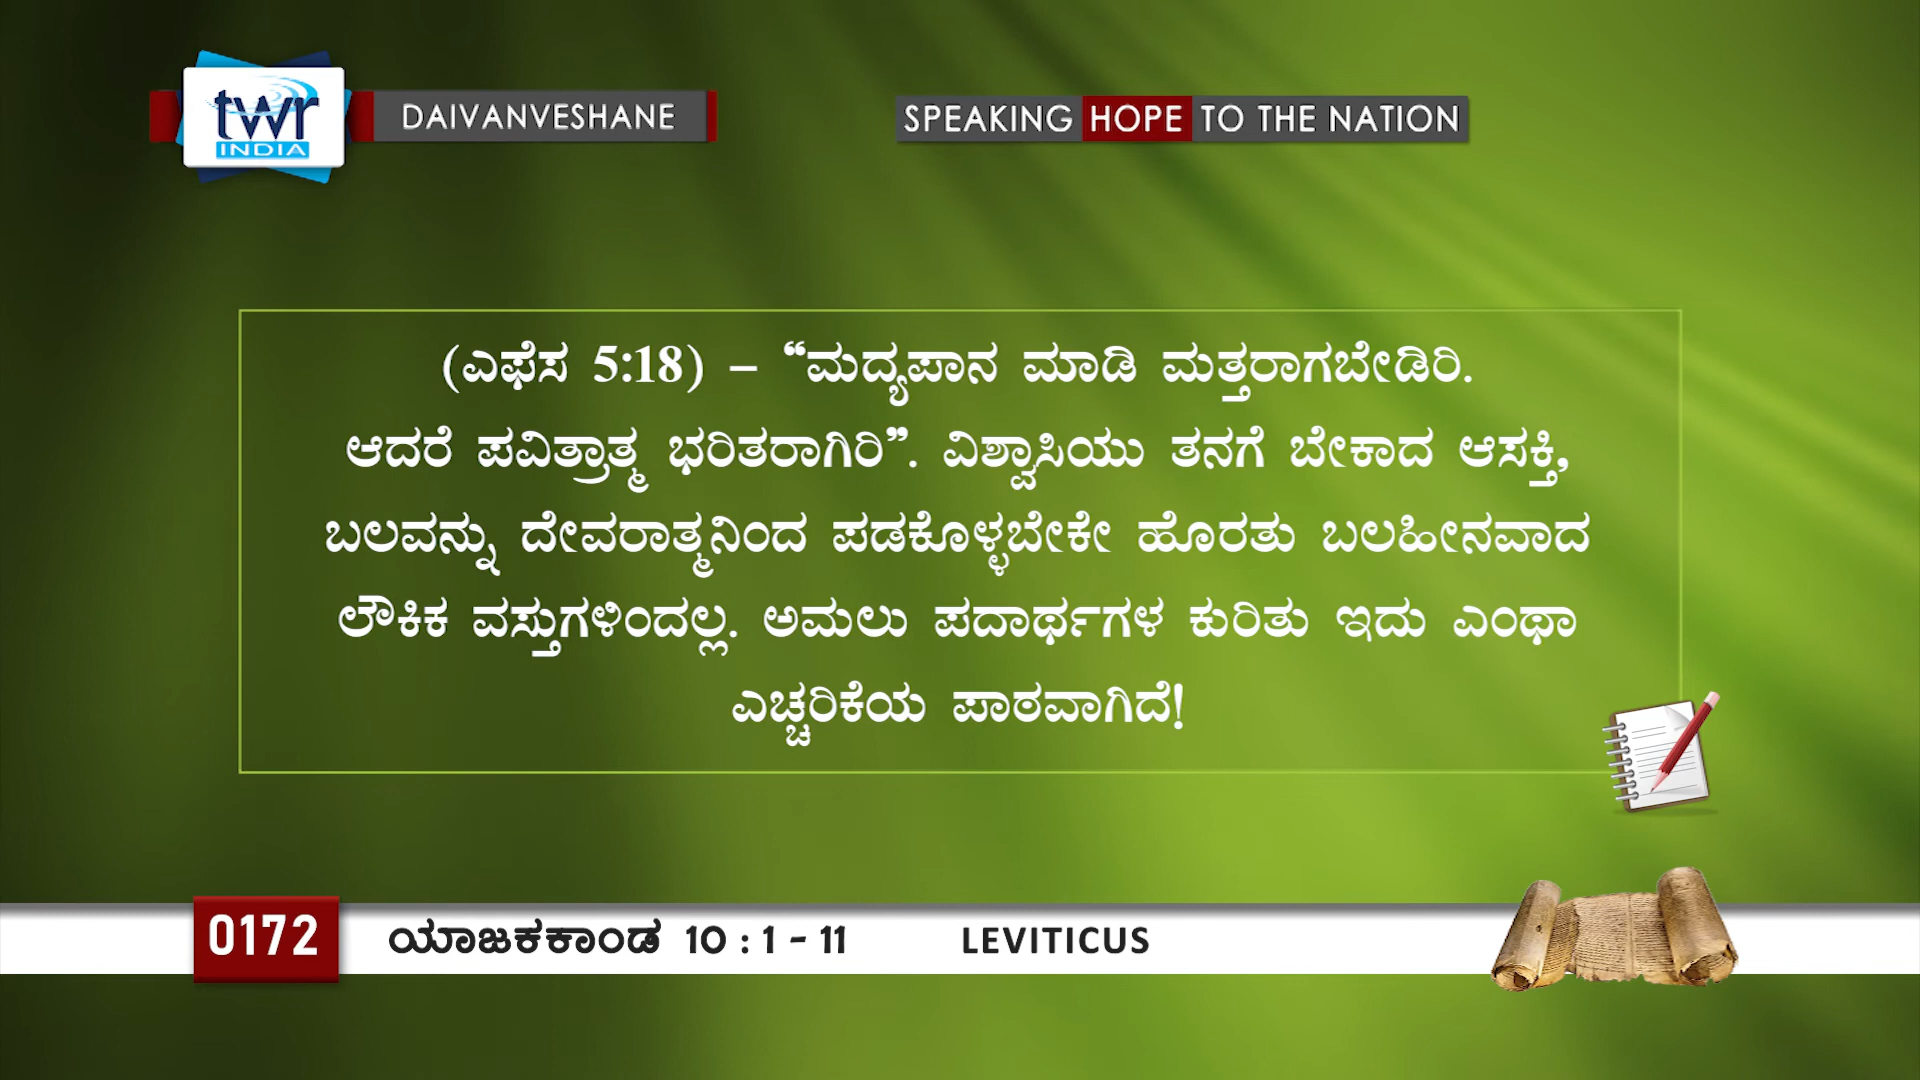 twr
INDIA
DAIVANVESHANE
SPEAKING HOPE TO THE NATION
(ಎಫೆಸ 5:18) – “ಮದ್ಯಪಾನ ಮಾಡಿ ಮತ್ತರಾಗಬೇಡಿರಿ.
ಆದರೆ ಪವಿತ್ರಾತ್ಮ ಭರಿತರಾಗಿರಿ”. ವಿಶ್ವಾಸಿಯು ತನಗೆ ಬೇಕಾದ ಆಸಕ್ತಿ,
ಬಲವನ್ನು ದೇವರಾತ್ಮನಿಂದ ಪಡಕೊಳ್ಳಬೇಕೇ ಹೊರತು ಬಲಹೀನವಾದ
ಲೌಕಿಕ ವಸ್ತುಗಳಿಂದಲ್ಲ. ಅಮಲು ಪದಾರ್ಥಗಳ ಕುರಿತು ಇದು ಎಂಥಾ
ಎಚ್ಚರಿಕೆಯ ಪಾಠವಾಗಿದೆ!
0172 ಯಾಜಕಕಾಂಡ 10 : 1 - 11 LEVITICUS